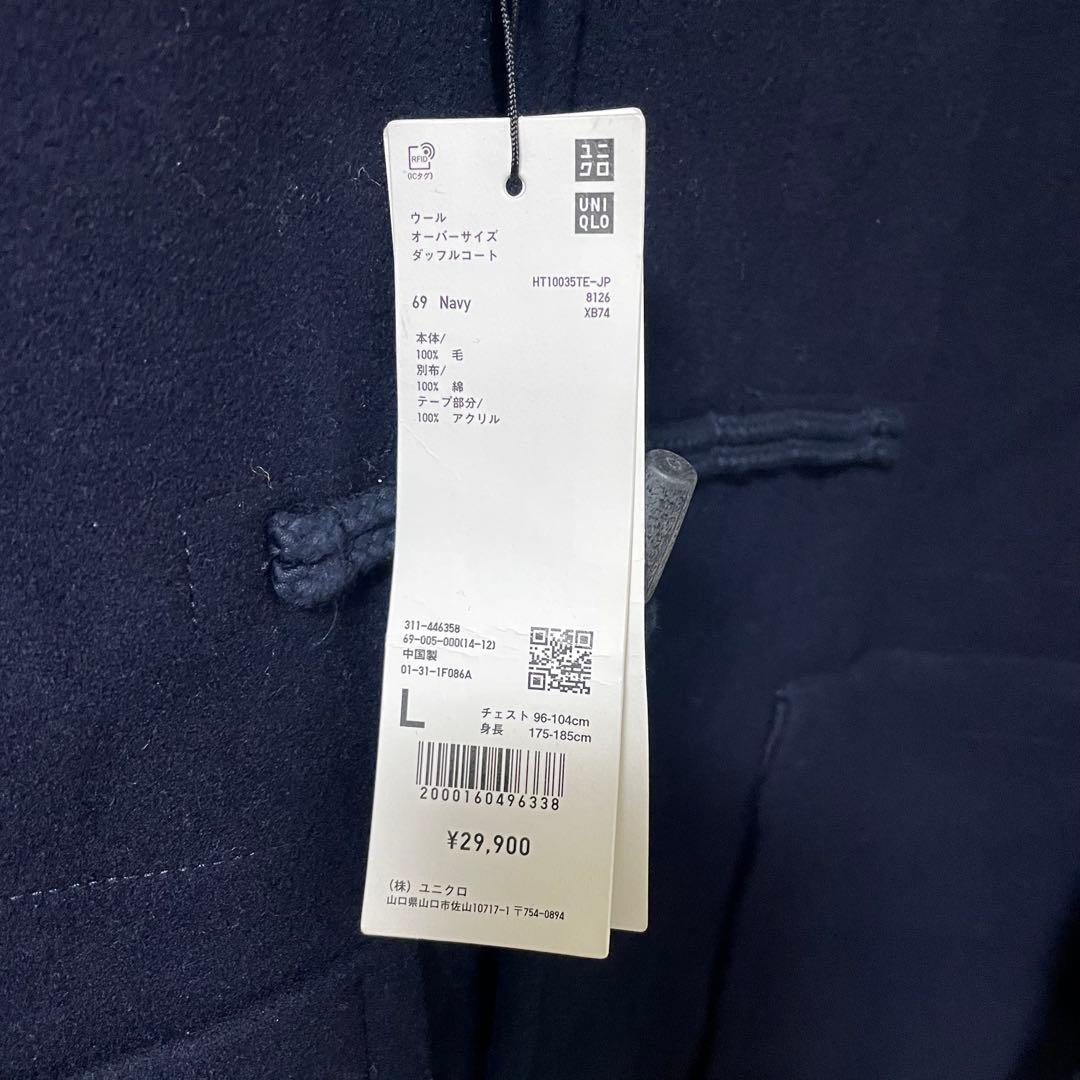 RFID
(ICタグ)
ユニ
クロ
UNI
QLO
ウール
オーバーサイズ
ダッフルコート
HT10035TE-JP
69 Navy
8126
XB74
本体/
100% 毛
別布/
100% 綿
テープ部分/
100% アクリル
311-446358
69-005-000(14-12)
中国製
01-31-1F086A
L
チェスト 96-104cm
身長 175-185cm
2000160496338
¥29,900
(株) ユニクロ
山口県山口市佐山10717-1 〒754-0894